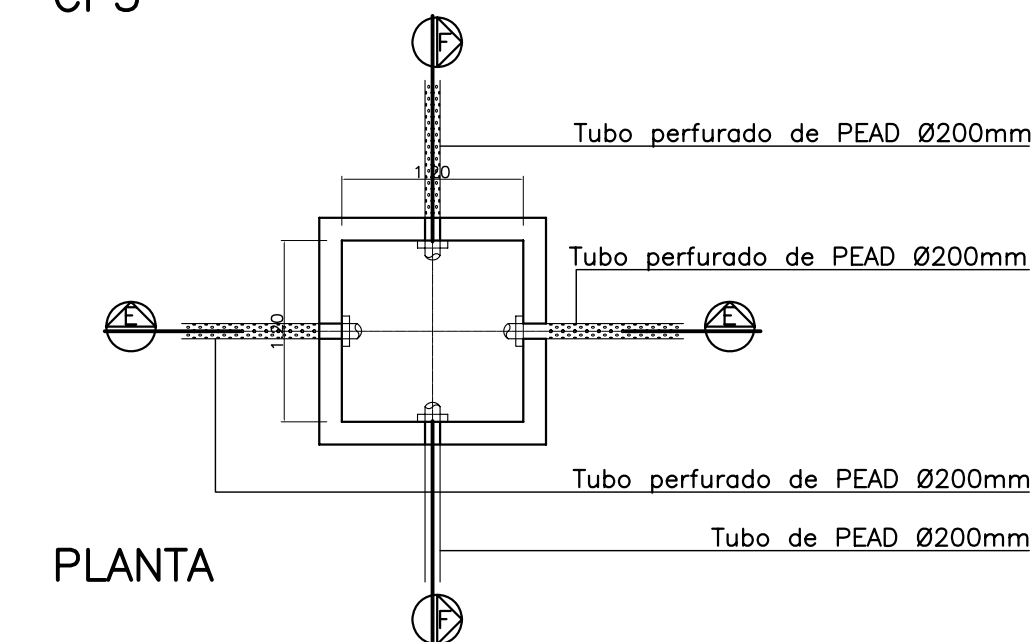 F
Tubo perfurado de PEAD Ø200mm
1.20
Tubo perfurado de PEAD Ø200mm
E
1.20
E
Tubo perfurado de PEAD Ø200mm
Tubo de PEAD Ø200mm
PLANTA
F